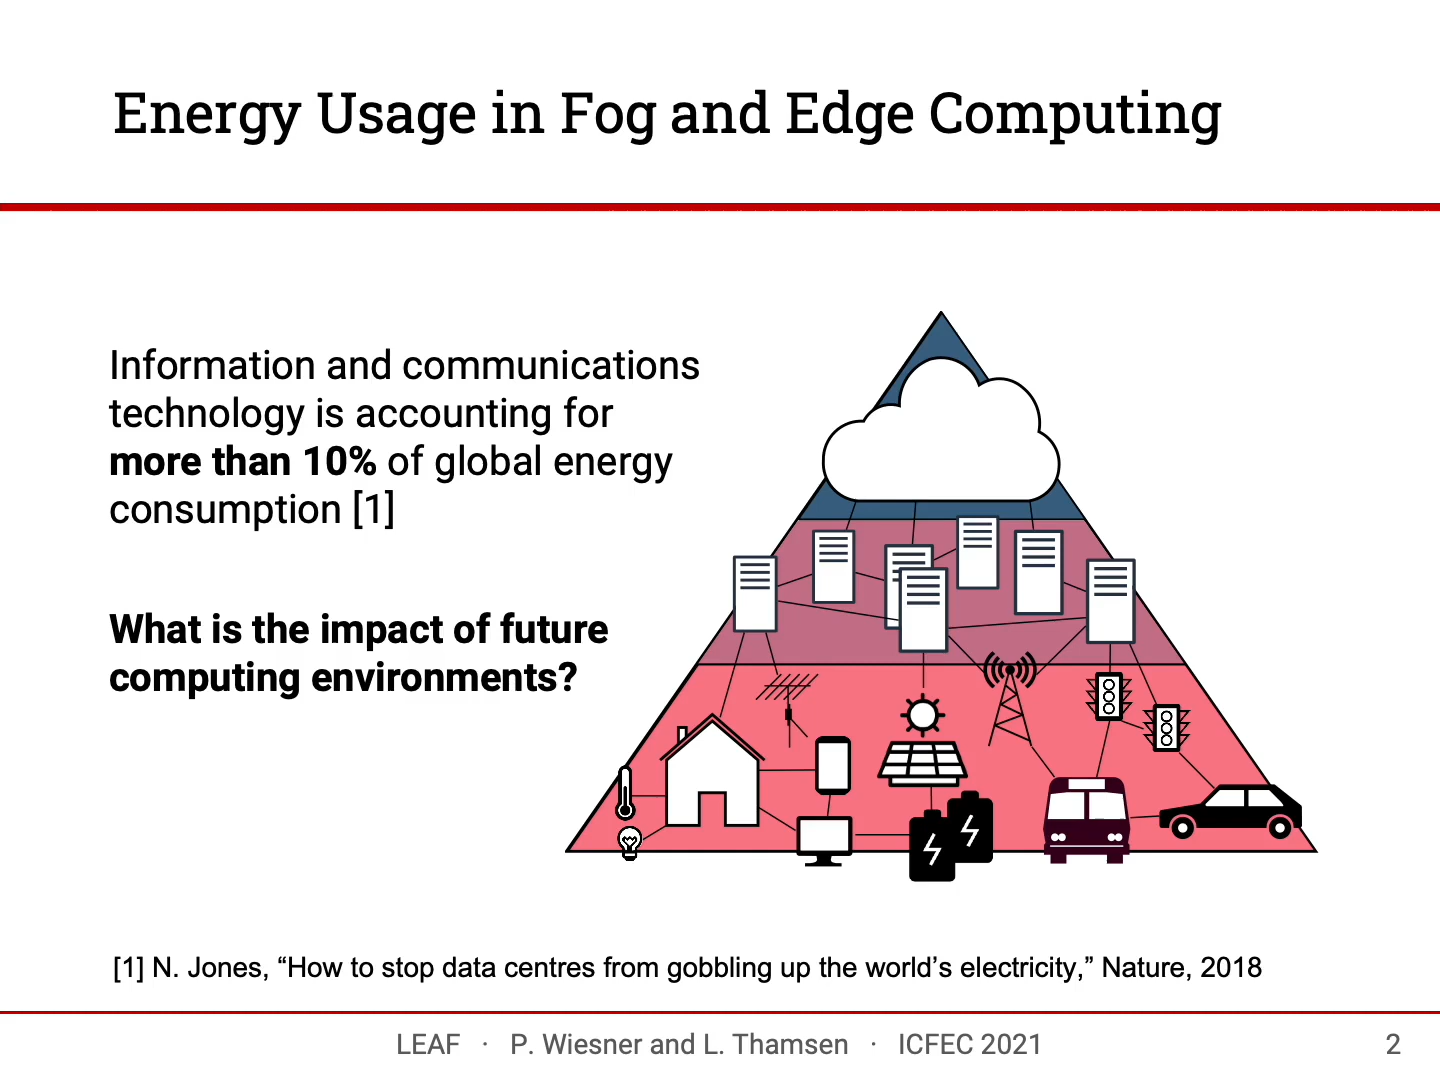 Energy Usage in Fog and Edge Computing
Information and communications
technology is accounting for
more than 10% of global energy
consumption [1]
What is the impact of future
computing environments?
[1] N. Jones, “How to stop data centres from gobbling up the world’s electricity,” Nature, 2018
LEAF · P. Wiesner and L. Thamsen · ICFEC 2021 2